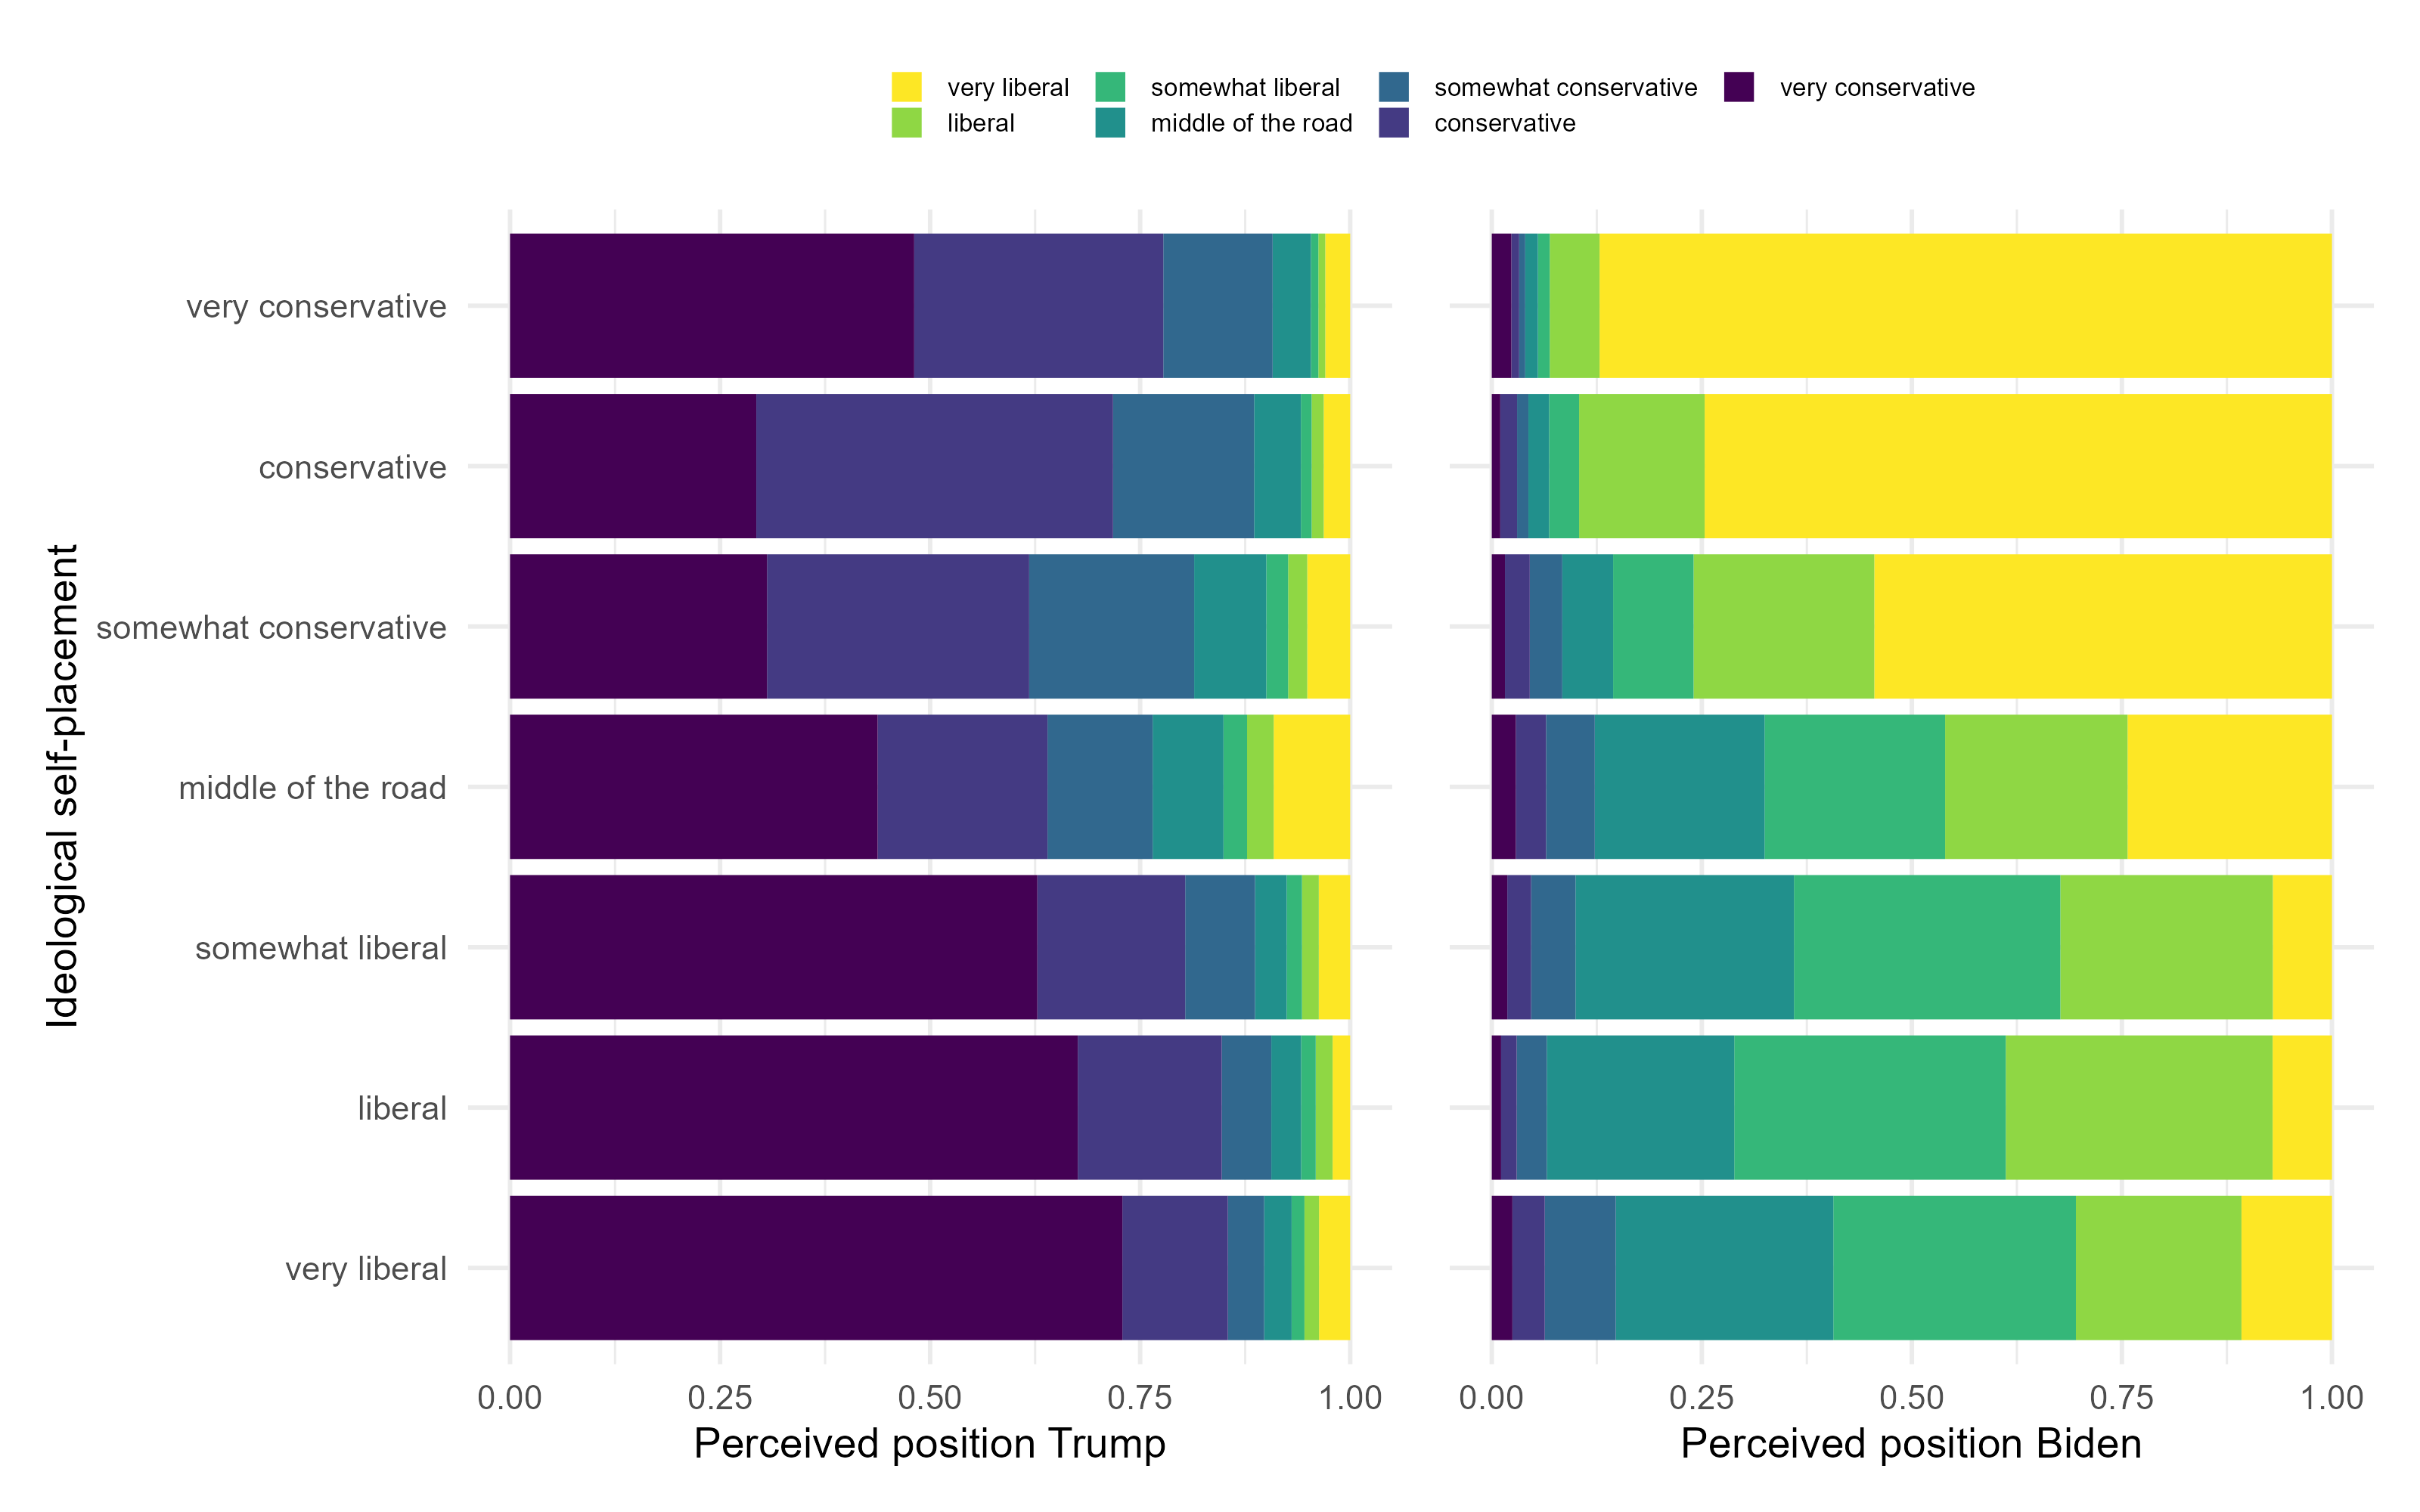 very liberal somewhat liberal somewhat conservative very conservative
liberal middle of the road conservative
Ideological self-placement
very conservative
conservative
somewhat conservative
middle of the road
somewhat liberal
liberal
very liberal
0.00 0.25 0.50 0.75 1.00 0.00 0.25 0.50 0.75 1.00
Perceived position Trump Perceived position Biden